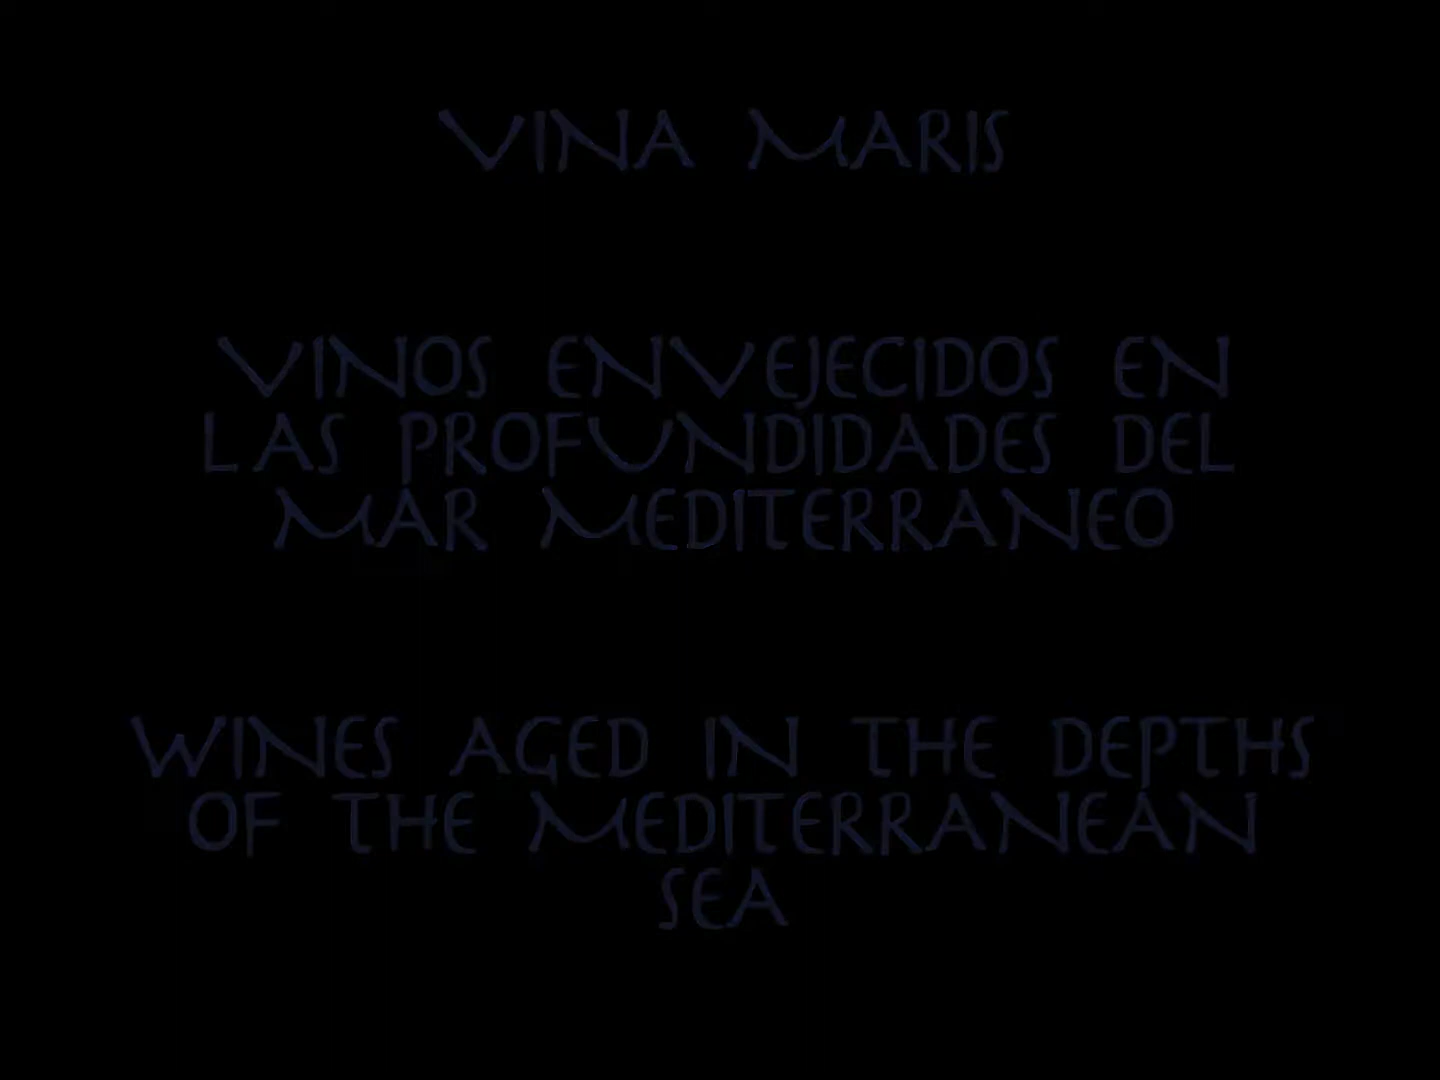 VINA MARIS
VINOS ENVEJECIDOS EN
LAS PROFUNDIDADES DEL
MAR MEDITERRANEO
WINES AGED IN THE DEPTHS
OF THE MEDITERRANEAN
SEA